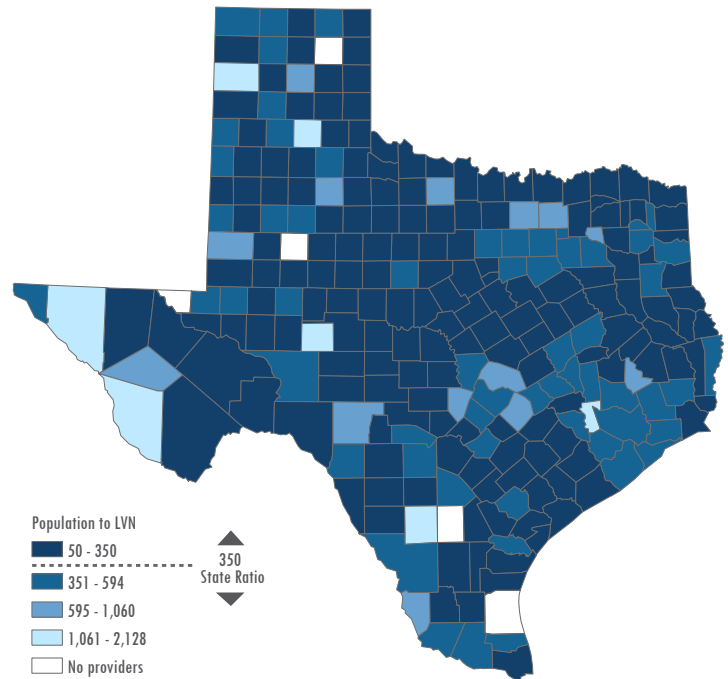 Population to LVN
50 - 350
350
State Ratio
351 - 594
595 - 1,060
1,061 - 2,128
No providers